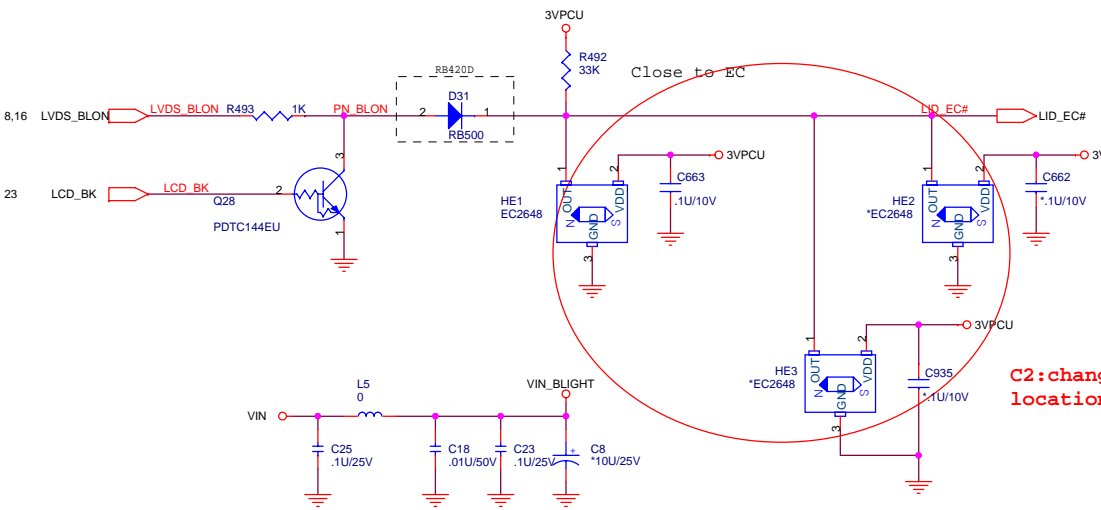 3VPCU
R492
33K
Close to EC
RB420D
D31
2
1
RB500
8,16
LVDS_BLON
LVDS_BLON
R493
1K
PN_BLON
LID_EC#
LID_EC#
3
23
LCD_BK
LCD_BK
2
Q28
PDTC144EU
1
1
2
3VPCU
C663
.1U/10V
HE1
EC2648
OUT
VDD
GND
N
S
3
1
2
C662
*.1U/10V
HE2
*EC2648
OUT
VDD
GND
N
S
3
1
2
3VPCU
HE3
*EC2648
OUT
VDD
GND
N
S
3
C935
*.1U/10V
C2:chang
location
VIN
L5
0
VIN_BLIGHT
C25
.1U/25V
C18
.01U/50V
C23
.1U/25V
+
C8
*10U/25V